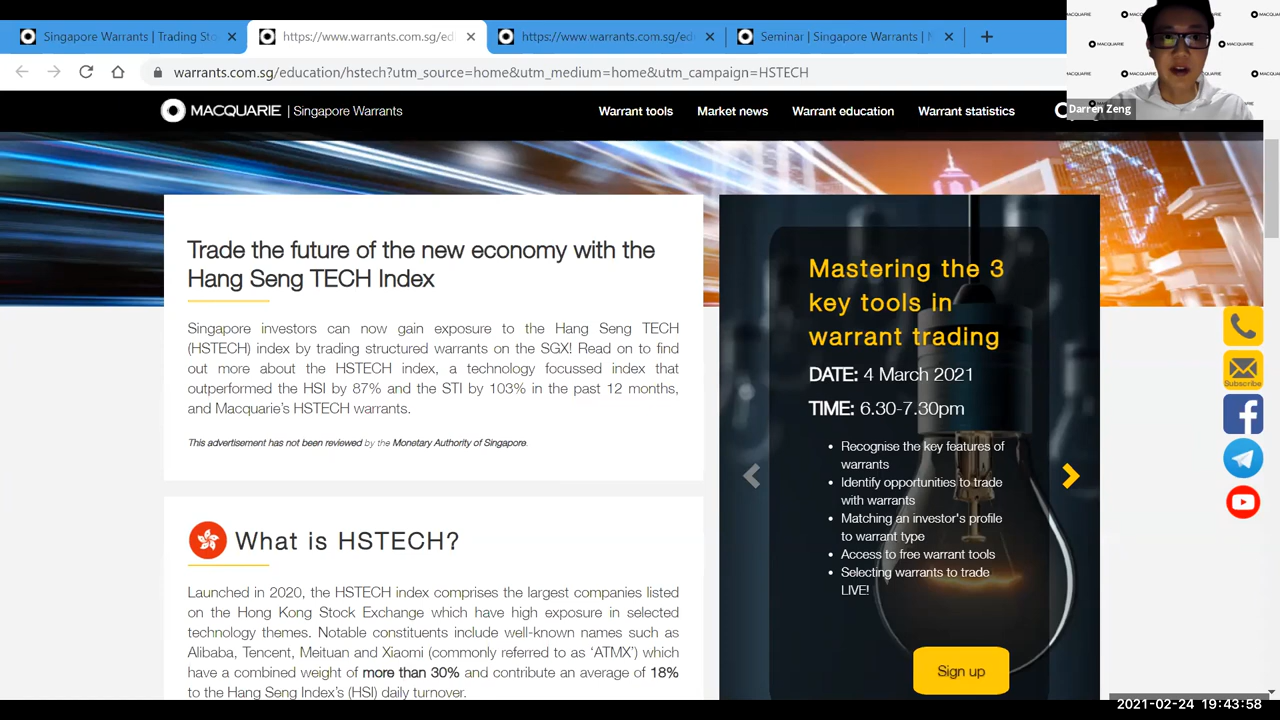 Singapore Warrants | Trading Sto
https://www.warrants.com.sg/ed
https://www.warrants.com.sg/ed
Seminar | Singapore Warrants | M
warrants.com.sg/education/hstech?utm_source=home&utm_medium=home&utm_campaign=HSTECH
MACQUARIE | Singapore Warrants
Warrant tools
Market news
Warrant education
Warrant statistics
MACQUARIE
MACQUARIE
Darren Zeng
Trade the future of the new economy with the
Hang Seng TECH Index
Singapore investors can now gain exposure to the Hang Seng TECH
(HSTECH) index by trading structured warrants on the SGX! Read on to find
out more about the HSTECH index, a technology focussed index that
outperformed the HSI by 87% and the STI by 103% in the past 12 months,
and Macquarie's HSTECH warrants.
This advertisement has not been reviewed by the Monetary Authority of Singapore.
What is HSTECH?
Launched in 2020, the HSTECH index comprises the largest companies listed
on the Hong Kong Stock Exchange which have high exposure in selected
technology themes. Notable constituents include well-known names such as
Alibaba, Tencent, Meituan and Xiaomi (commonly referred to as 'ATMX') which
have a combined weight of more than 30% and contribute an average of 18%
to the Hang Seng Index's (HSI) daily turnover.
Mastering the 3
key tools in
warrant trading
DATE: 4 March 2021
TIME: 6.30-7.30pm
• Recognise the key features of
warrants
• Identify opportunities to trade
with warrants
• Matching an investor's profile
to warrant type
• Access to free warrant tools
• Selecting warrants to trade
LIVE!
Sign up
Subscribe
2021-02-24 19:43:58